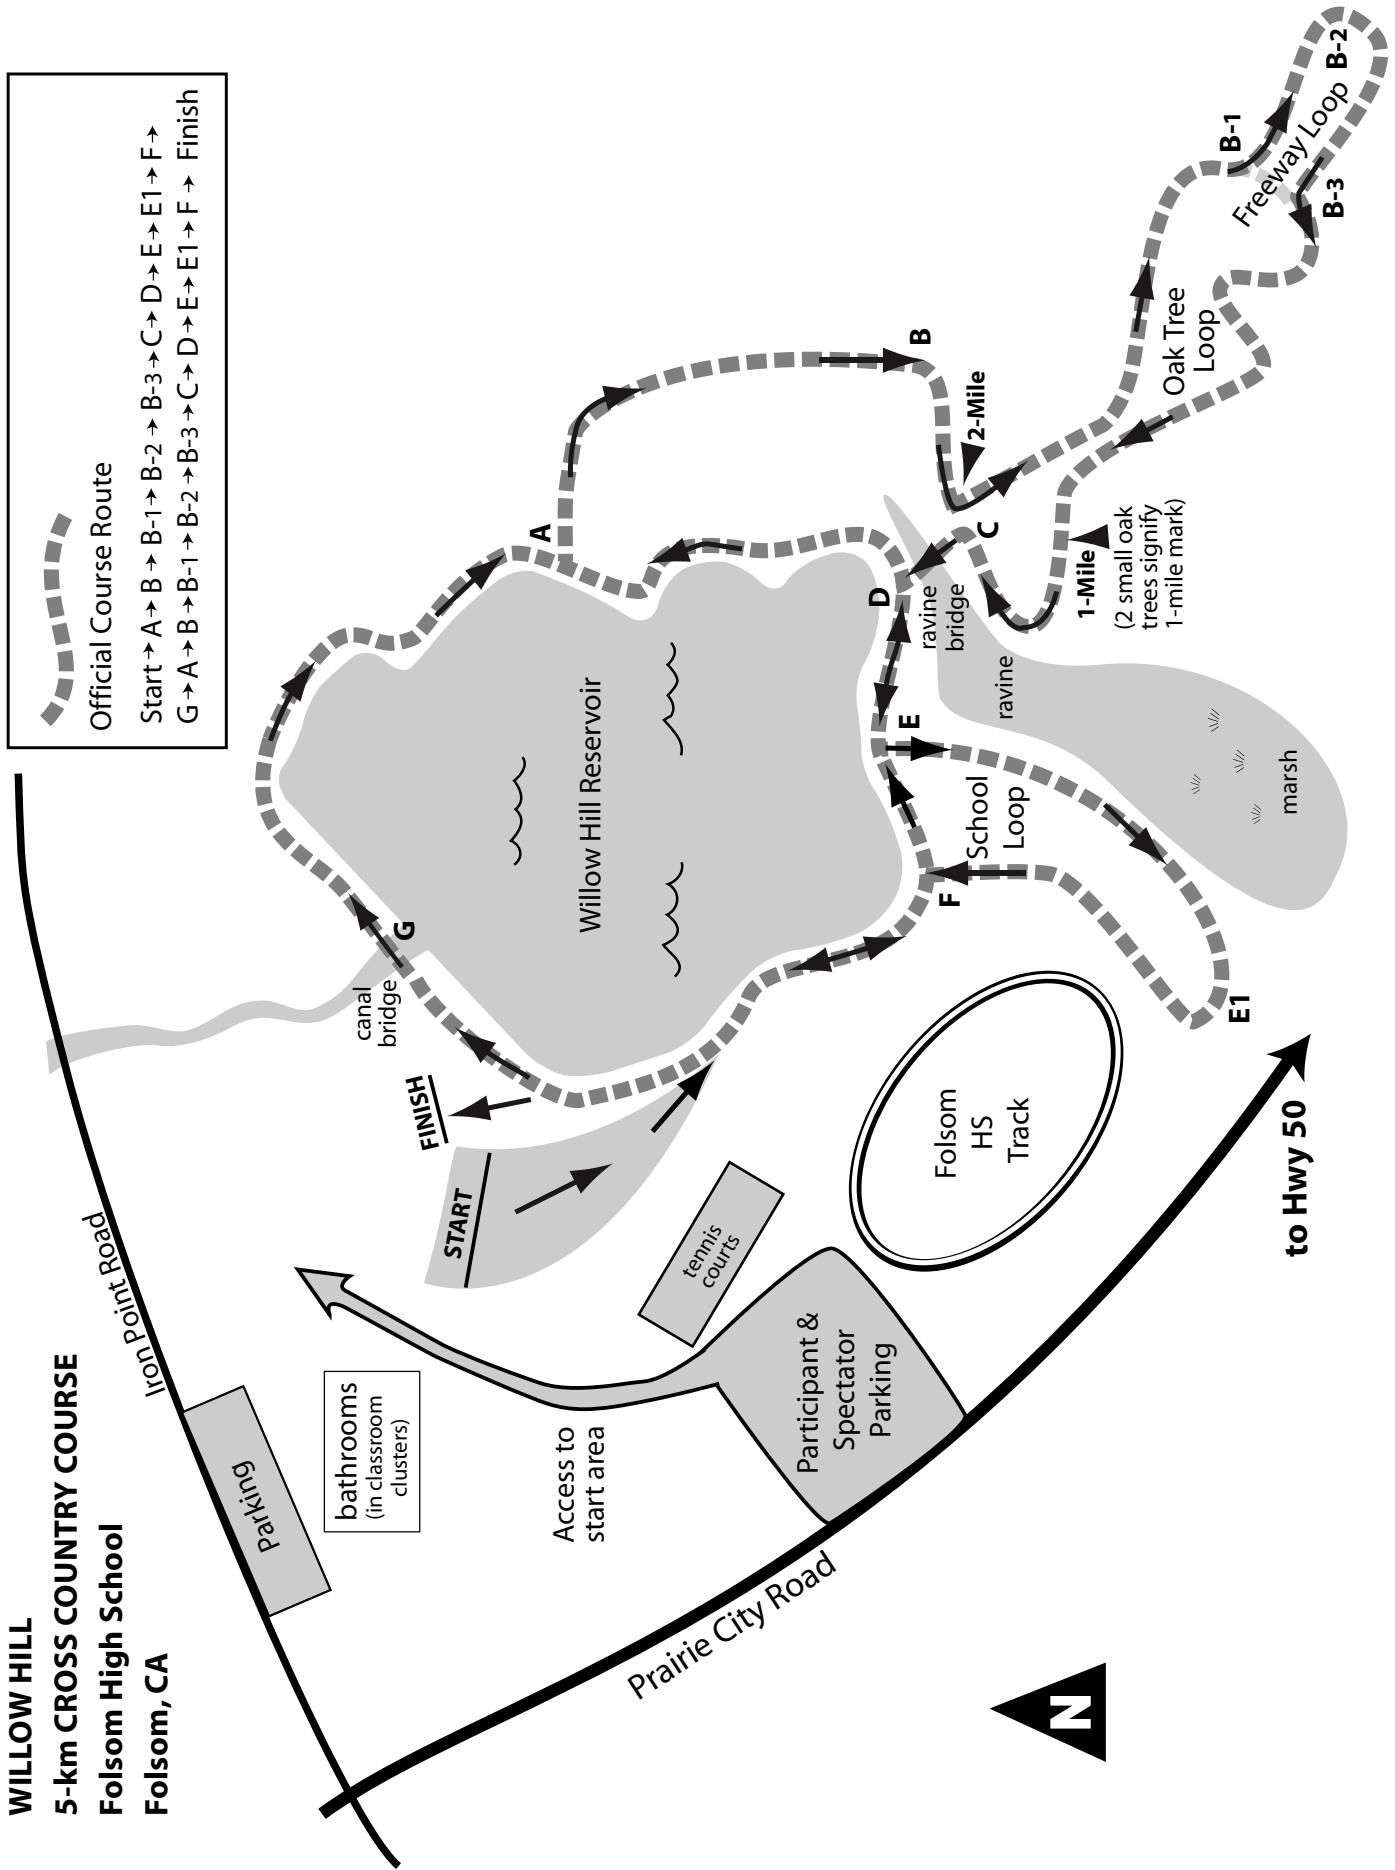 WILLOW HILL
5-km CROSS COUNTRY COURSE
Folsom High School
Folsom, CA
Official Course Route
Start→A→B→B-1→B-2→B-3→C→D→E→E1→F→
G→A→B→B-1→B-2→B-3→C→D→E→E1→F→ Finish
Iron Point Road
Parking
bathrooms
(in classroom
clusters)
Access to
start area
START
FINISH
canal
bridge
G
A
Willow Hill Reservoir
B
2-Mile
B-1
B-2
Freeway Loop
B-3
Oak Tree
Loop
C
D
ravine
bridge
1-Mile
(2 small oak
trees signify
1-mile mark)
ravine
E
School
Loop
F
marsh
E1
tennis
courts
Folsom
HS
Track
Participant &
Spectator
Parking
Prairie City Road
to Hwy 50
N